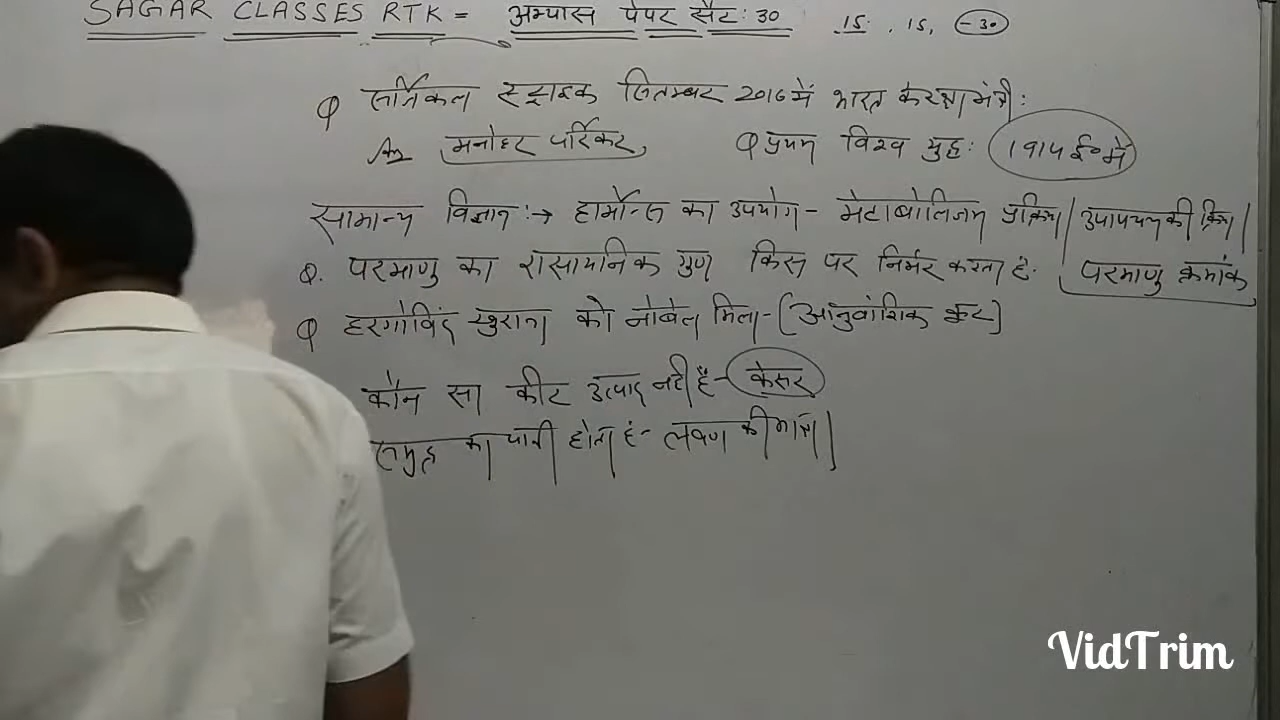 SAGAR CLASSES RTK = अभ्यास पेपर सैट: 30 15. 15, -30
Q सर्जिकल स्ट्राइक सितम्बर 2016 में भारत के रक्षा मंत्री:
Ans मनोहर पर्रिकर, Q प्रथम विश्व युद्ध: 1914 ई० में
सामान्य विज्ञान :→ हार्मोन्स का उपयोग - मेटाबोलिजम प्रक्रिया / उपापचय की क्रिया
Q. परमाणु का रासायनिक गुण किस पर निर्भर करता है. परमाणु क्रमांक
Q हरगोविंद खुराना को नोबेल मिला - [आनुवांशिक कूट]
कौन सा कीट उत्पाद नहीं है - केसर
समुद्र का पानी होता है - लवण की मात्रा
VidTrim